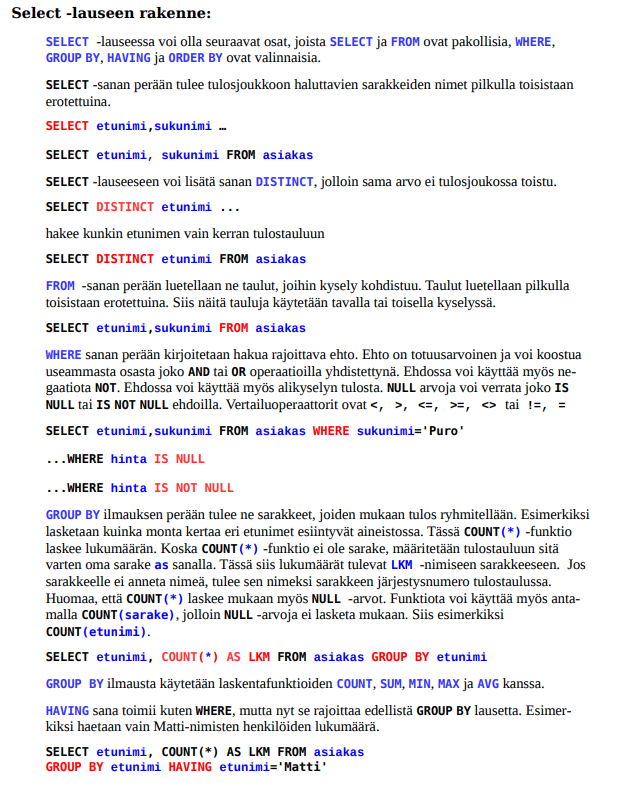 Select -lauseen rakenne:
SELECT -lauseessa voi olla seuraavat osat, joista SELECT ja FROM ovat pakollisia, WHERE,
GROUP BY, HAVING ja ORDER BY ovat valinnaisia.
SELECT -sanan perään tulee tulosjoukkoon haluttavien sarakkeiden nimet pilkulla toisistaan
erotettuina.
SELECT etunimi,sukunimi …
SELECT etunimi, sukunimi FROM asiakas
SELECT -lauseeseen voi lisätä sanan DISTINCT, jolloin sama arvo ei tulosjoukossa toistu.
SELECT DISTINCT etunimi ...
hakee kunkin etunimen vain kerran tulostauluun
SELECT DISTINCT etunimi FROM asiakas
FROM -sanan perään luetellaan ne taulut, joihin kysely kohdistuu. Taulut luetellaan pilkulla
toisistaan erotettuina. Siis näitä tauluja käytetään tavalla tai toisella kyselyssä.
SELECT etunimi,sukunimi FROM asiakas
WHERE sanan perään kirjoitetaan hakua rajoittava ehto. Ehto on totuusarvoinen ja voi koostua
useammasta osasta joko AND tai OR operaatioilla yhdistettynä. Ehdossa voi käyttää myös ne-
gaatiota NOT. Ehdossa voi käyttää myös alikyselyn tulosta. NULL arvoja voi verrata joko IS
NULL tai IS NOT NULL ehdoilla. Vertailuoperaattorit ovat <, >, <=, >=, <> tai !=, =
SELECT etunimi,sukunimi FROM asiakas WHERE sukunimi='Puro'
...WHERE hinta IS NULL
...WHERE hinta IS NOT NULL
GROUP BY ilmauksen perään tulee ne sarakkeet, joiden mukaan tulos ryhmitellään. Esimerkiksi
lasketaan kuinka monta kertaa eri etunimet esiintyvät aineistossa. Tässä COUNT(*) -funktio
laskee lukumäärän. Koska COUNT(*) -funktio ei ole sarake, määritetään tulostauluun sitä
varten oma sarake as sanalla. Tässä siis lukumäärät tulevat LKM -nimiseen sarakkeeseen. Jos
sarakkeelle ei anneta nimeä, tulee sen nimeksi sarakkeen järjestysnumero tulostaulussa.
Huomaa, että COUNT(*) laskee mukaan myös NULL -arvot. Funktiota voi käyttää myös anta-
malla COUNT(sarake), jolloin NULL -arvoja ei lasketa mukaan. Siis esimerkiksi
COUNT(etunimi).
SELECT etunimi, COUNT(*) AS LKM FROM asiakas GROUP BY etunimi
GROUP BY ilmausta käytetään laskentafunktioiden COUNT, SUM, MIN, MAX ja AVG kanssa.
HAVING sana toimii kuten WHERE, mutta nyt se rajoittaa edellistä GROUP BY lausetta. Esimer-
kiksi haetaan vain Matti-nimisten henkilöiden lukumäärä.
SELECT etunimi, COUNT(*) AS LKM FROM asiakas
GROUP BY etunimi HAVING etunimi='Matti'